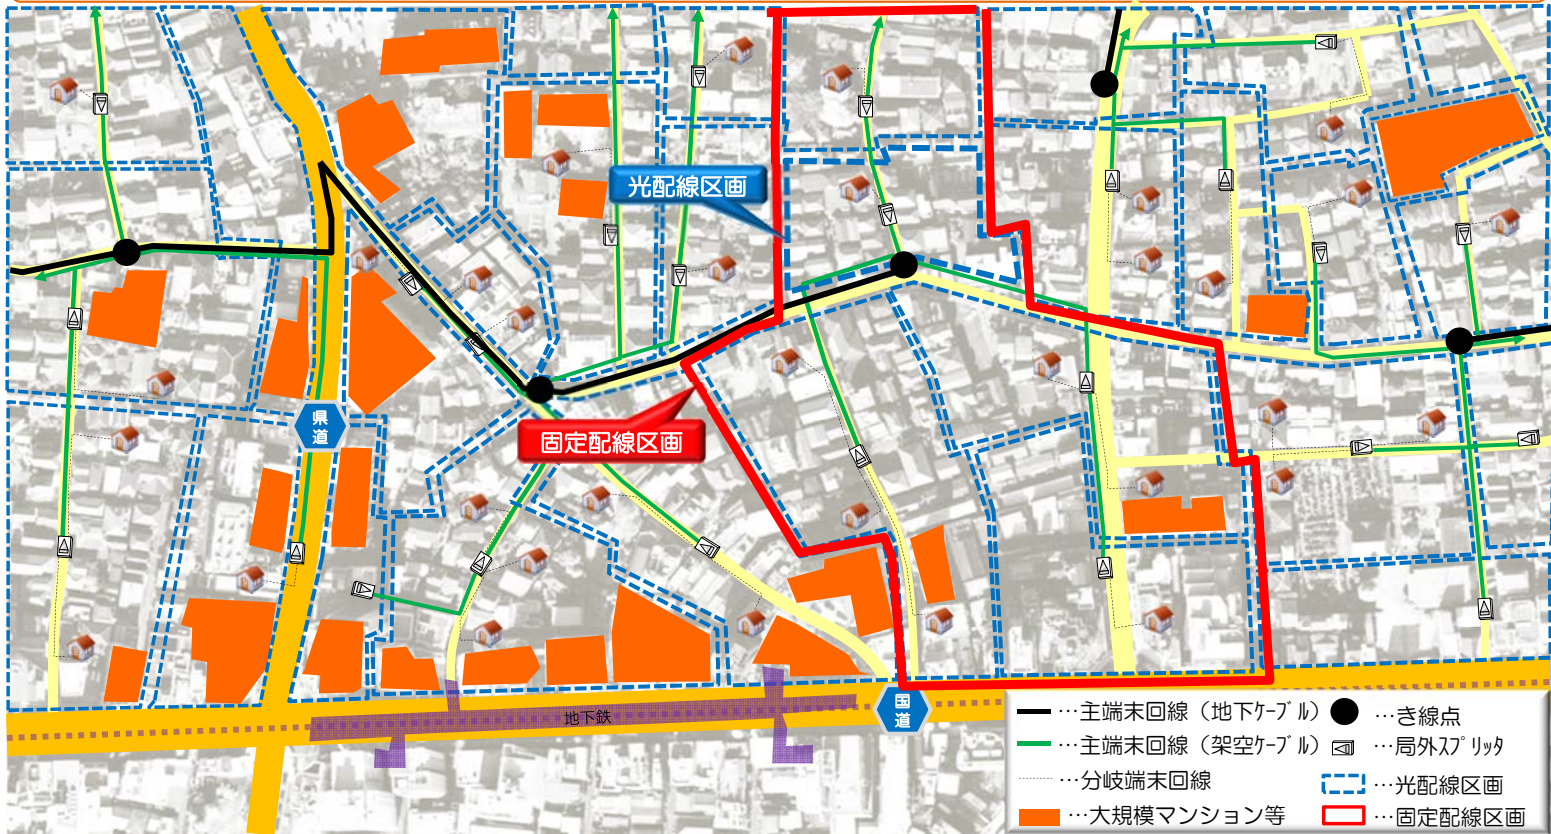 光配線区画
県
道
固定配線区画
地下鉄
国
道
…主端末回線（地下ｹｰﾌﾞﾙ）
…き線点
…主端末回線（架空ｹｰﾌﾞﾙ）
…局外ｽﾌﾟﾘｯﾀ
…分岐端末回線
…光配線区画
…大規模マンション等
…固定配線区画